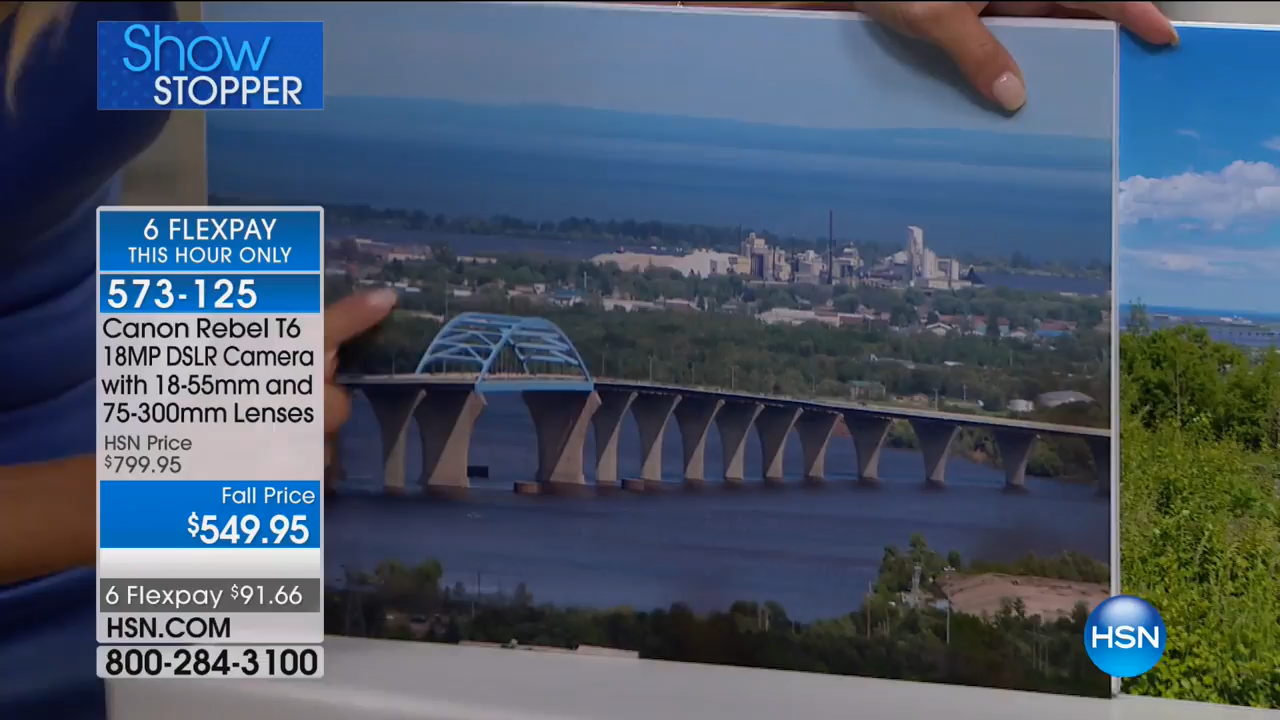 Show
STOPPER
6 FLEXPAY
THIS HOUR ONLY
573-125
Canon Rebel T6
18MP DSLR Camera
with 18-55mm and
75-300mm Lenses
HSN Price
$799.95
Fall Price
$549.95
6 Flexpay $91.66
HSN.COM
800-284-3100
HSN